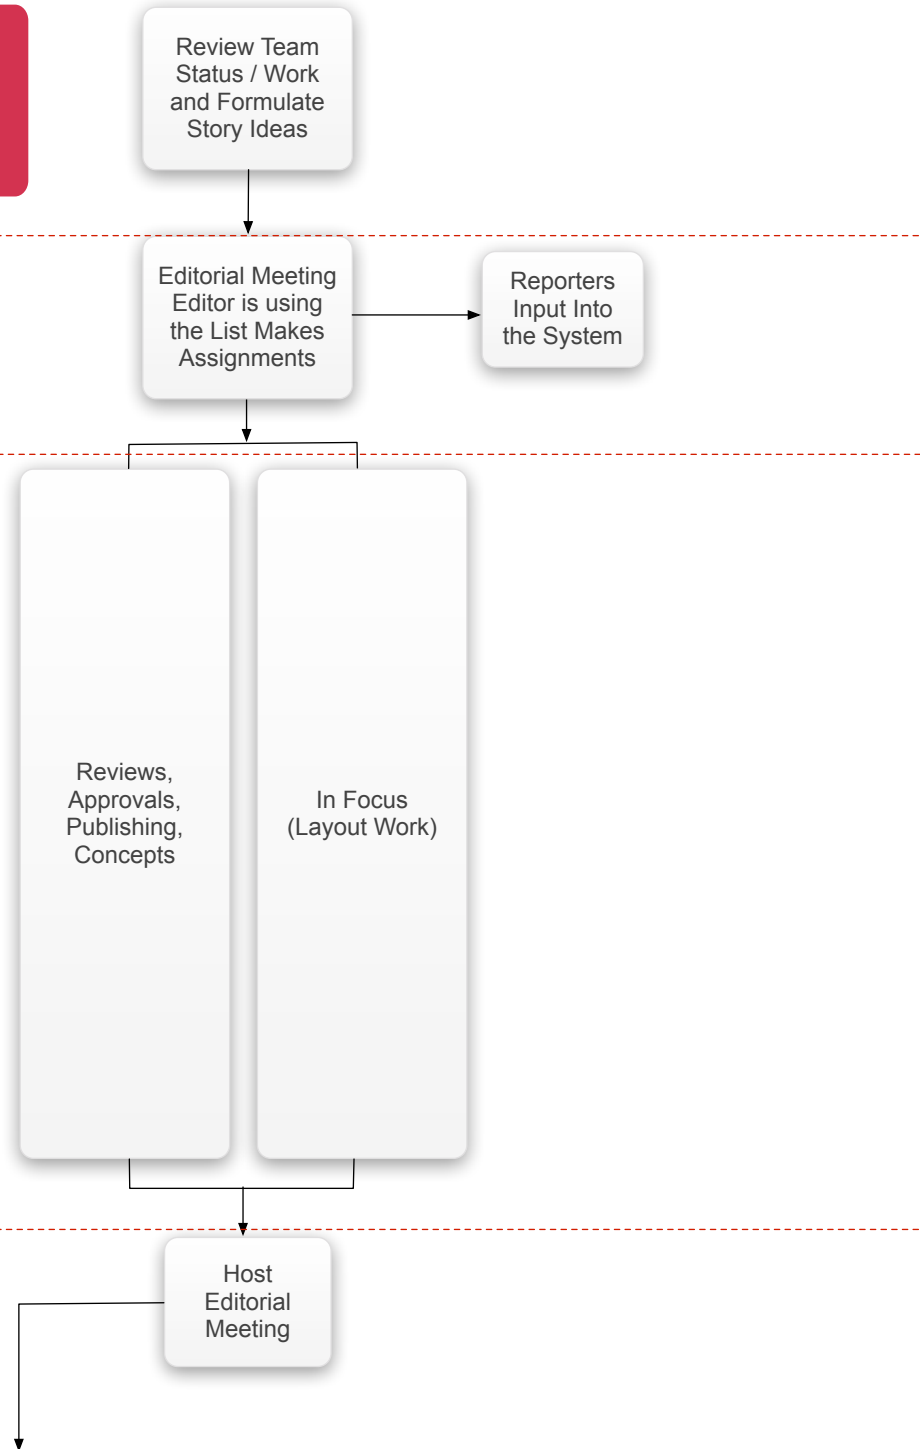 Review Team
Status / Work
and Formulate
Story Ideas
Editorial Meeting
Editor is using
the List Makes
Assignments
Reporters
Input Into
the System
Reviews,
Approvals,
Publishing,
Concepts
In Focus
(Layout Work)
Host
Editorial
Meeting